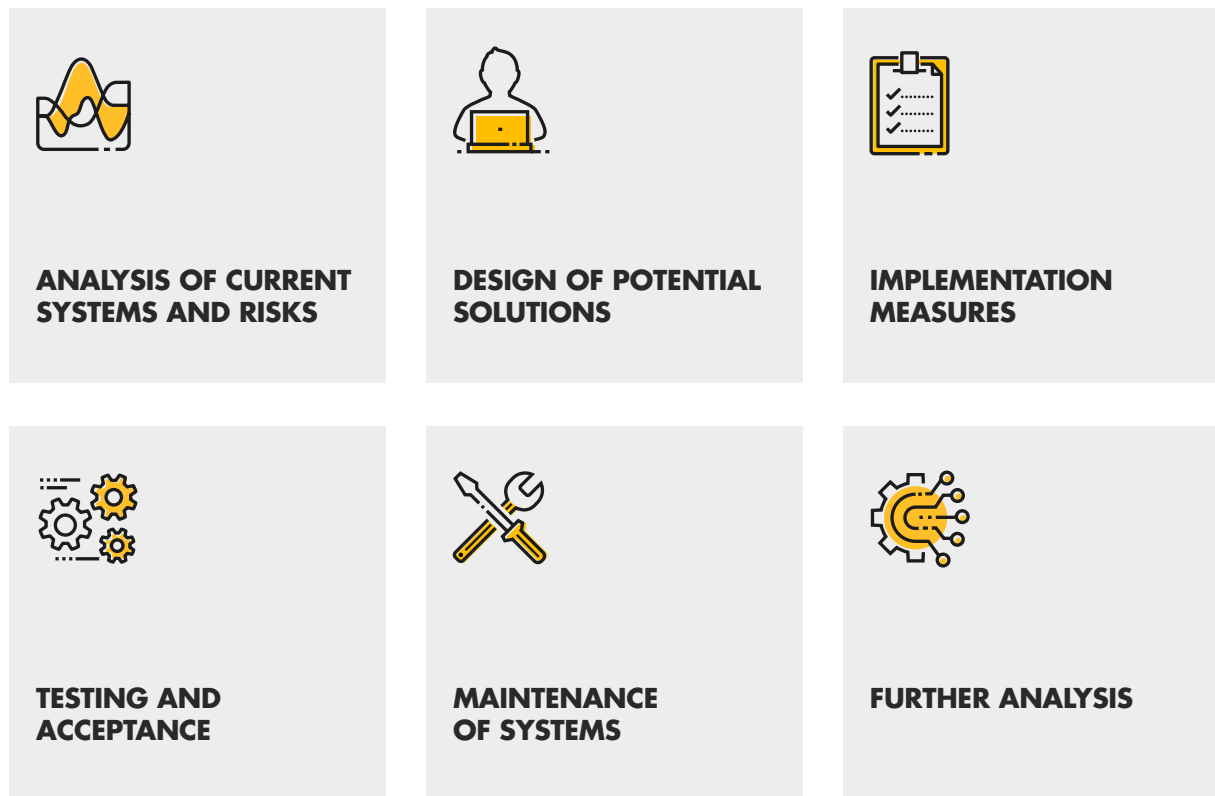 ANALYSIS OF CURRENT
SYSTEMS AND RISKS
DESIGN OF POTENTIAL
SOLUTIONS
IMPLEMENTATION
MEASURES
TESTING AND
ACCEPTANCE
MAINTENANCE
OF SYSTEMS
FURTHER ANALYSIS